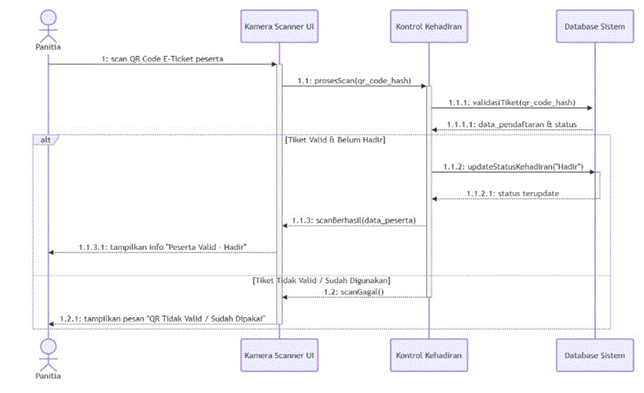 Panitia
Kamera Scanner UI
Kontrol Kehadiran
Database Sistem
1: scan QR Code E-Ticket peserta
1.1: prosesScan(qr_code_hash)
1.1.1: validasiTiket(qr_code_hash)
1.1.1.1: data_pendaftaran & status
alt
[Tiket Valid & Belum Hadir]
1.1.2: updateStatusKehadiran("Hadir")
1.1.2.1: status terupdate
1.1.3: scanBerhasil(data_peserta)
1.1.3.1: tampilkan info "Peserta Valid - Hadir"
[Tiket Tidak Valid / Sudah Digunakan]
1.2: scanGagal()
1.2.1: tampilkan pesan "QR Tidak Valid / Sudah Dipakai"
Panitia
Kamera Scanner UI
Kontrol Kehadiran
Database Sistem